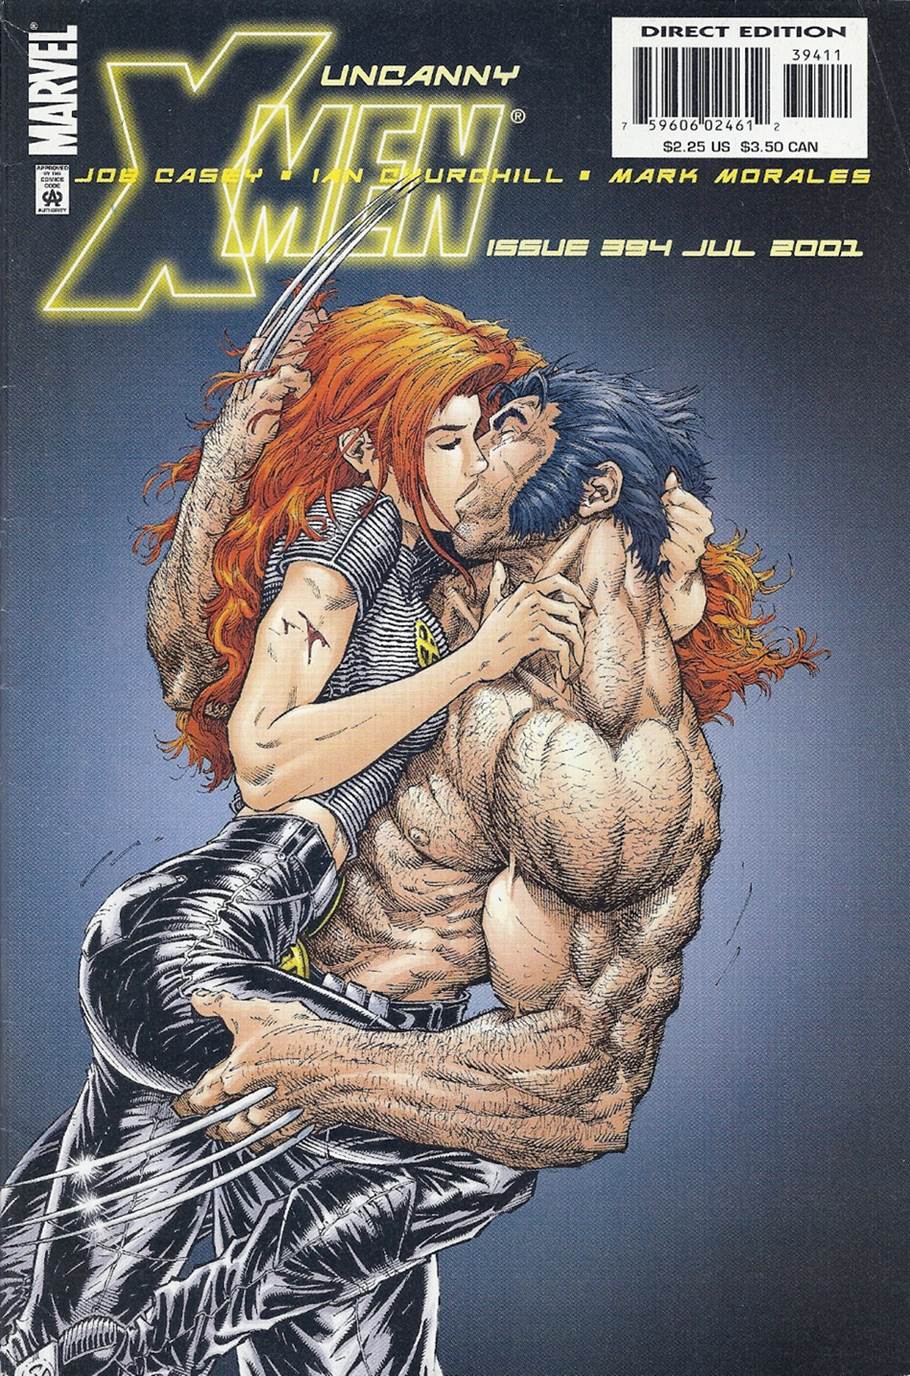 MARVEL®
DIRECT EDITION
39411
7 59606 02461 2
$2.25 US $3.50 CAN
APPROVED
BY THE
COMICS
CODE
CA
AUTHORITY
UNCANNY
X-MEN®
JOE CASEY ▪ IAN CHURCHILL ▪ MARK MORALES
ISSUE 394 JUL 2001